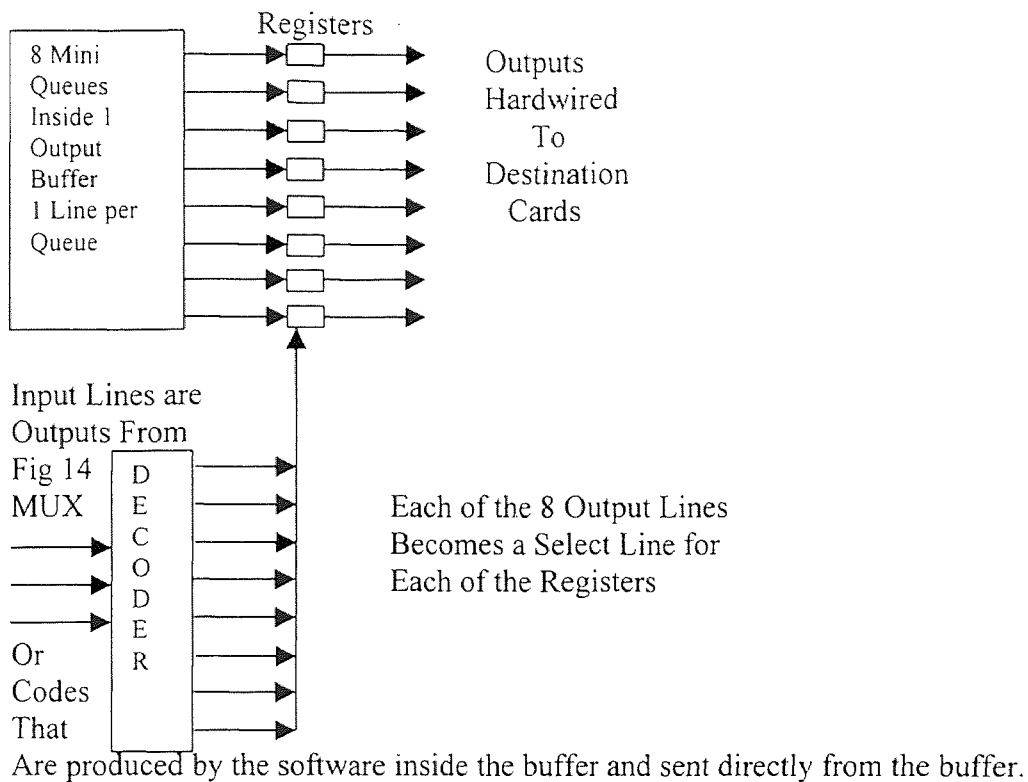 Registers
8 Mini
Queues
Inside 1
Output
Buffer
1 Line per
Queue
Outputs
Hardwired
To
Destination
Cards
Input Lines are
Outputs From
Fig 14
MUX
D
E
C
O
D
E
R
Each of the 8 Output Lines
Becomes a Select Line for
Each of the Registers
Or
Codes
That
Are produced by the software inside the buffer and sent directly from the buffer.